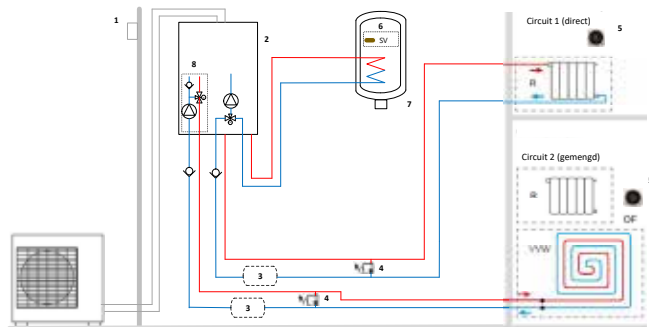 Circuit 1 (direct)
1
5
6
2
SV
8
R
7
Circuit 2 (gemengd)
R
OF
VVW
3
4
3
4